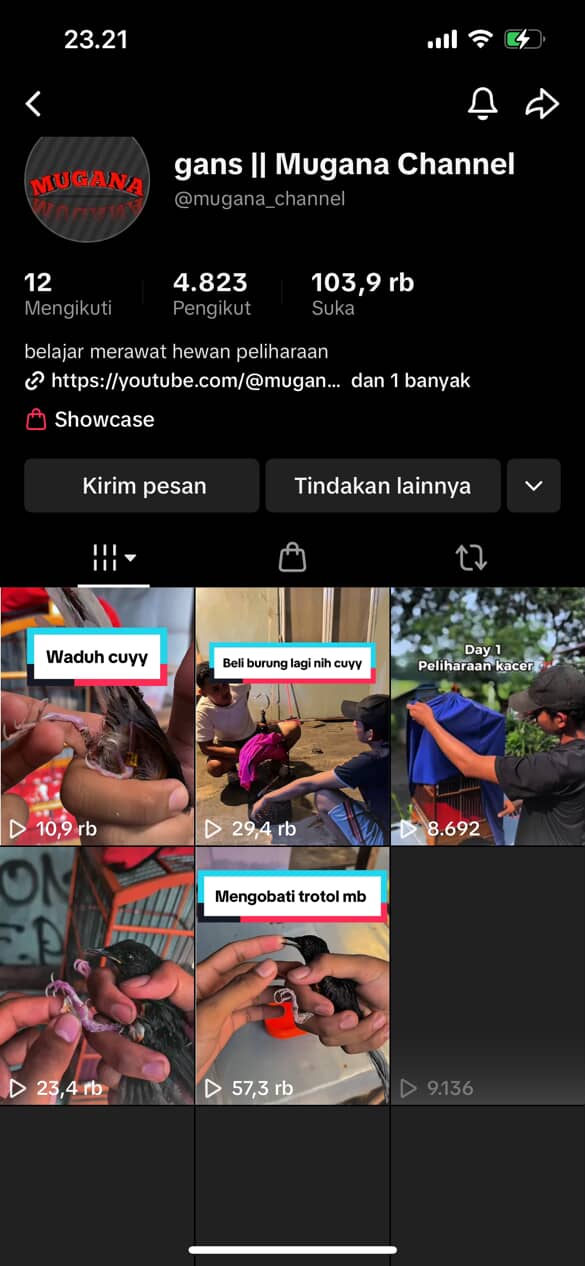 23.21
MUGANA
gans || Mugana Channel
@mugana_channel
12
Mengikuti
4.823
Pengikut
103,9 rb
Suka
belajar merawat hewan peliharaan
https://youtube.com/@mugan... dan 1 banyak
Showcase
Kirim pesan
Tindakan lainnya
Waduh cuyy
10,9 rb
Beli burung lagi nih cuyy
29,4 rb
Day 1
Peliharaan kacer
8.692
23,4 rb
Mengobati trotol mb
57,3 rb
9.136